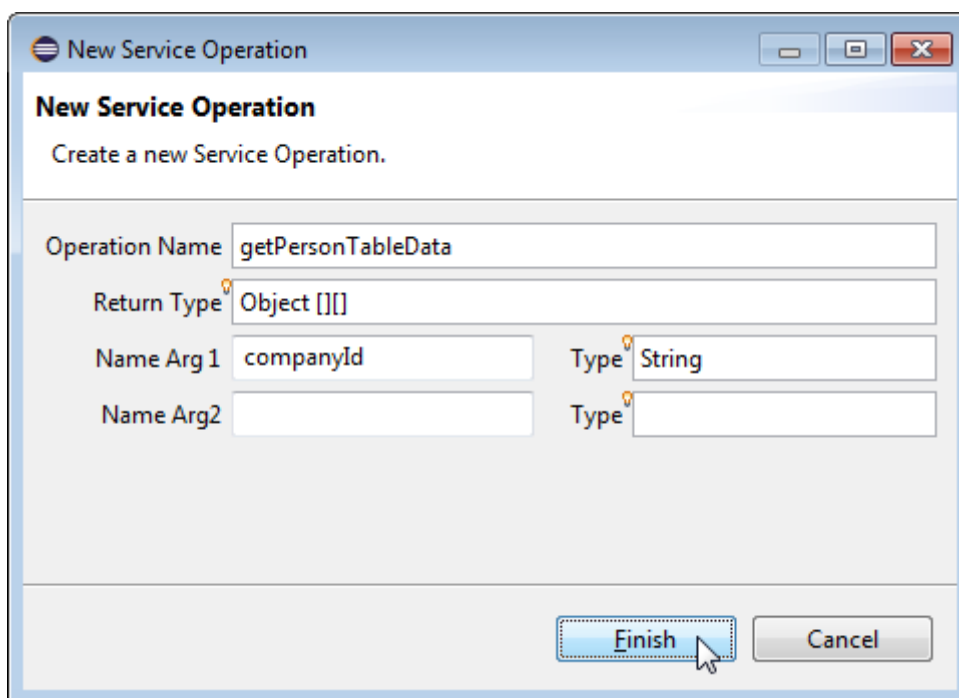 New Service Operation
New Service Operation
Create a new Service Operation.
Operation Name getPersonTableData
Return Type Object [][]
Name Arg 1 companyId Type String
Name Arg2 Type
Finish Cancel